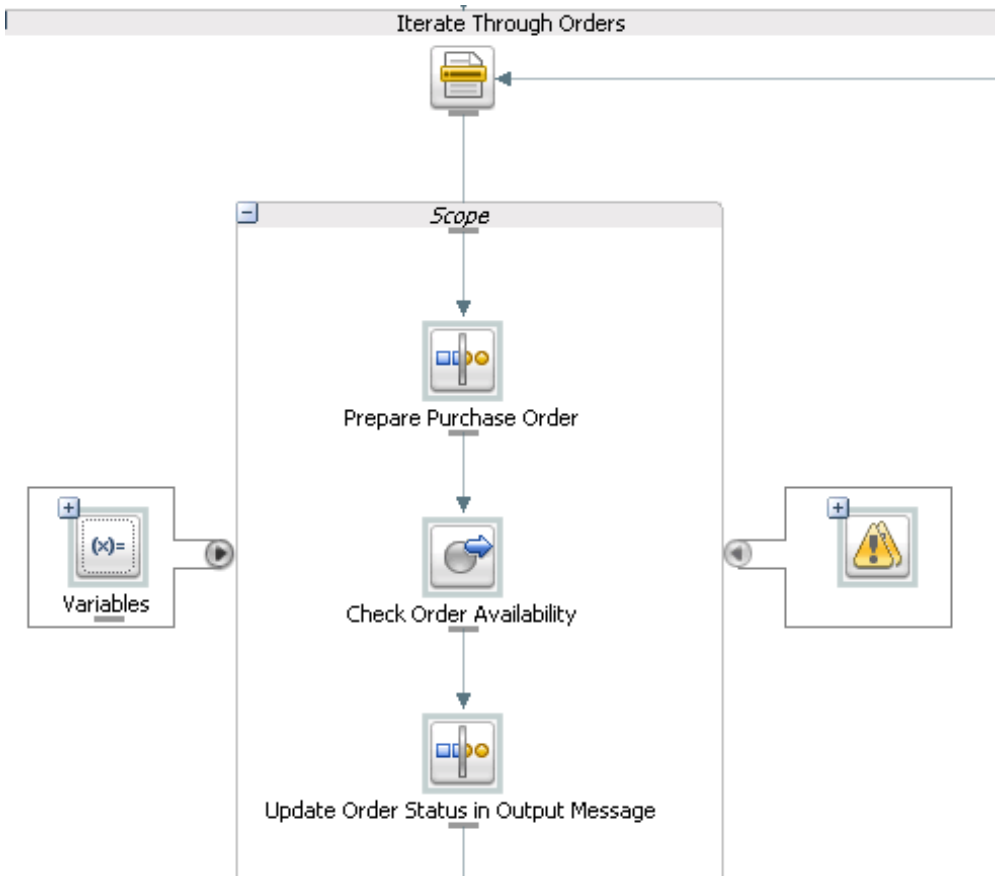 Iterate Through Orders
Scope
Prepare Purchase Order
(x)=
Variables
Check Order Availability
Update Order Status in Output Message